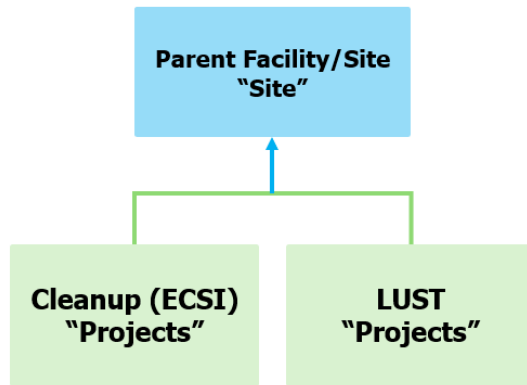 Parent Facility/Site
“Site”
Cleanup (ECSI)
“Projects”
LUST
“Projects”